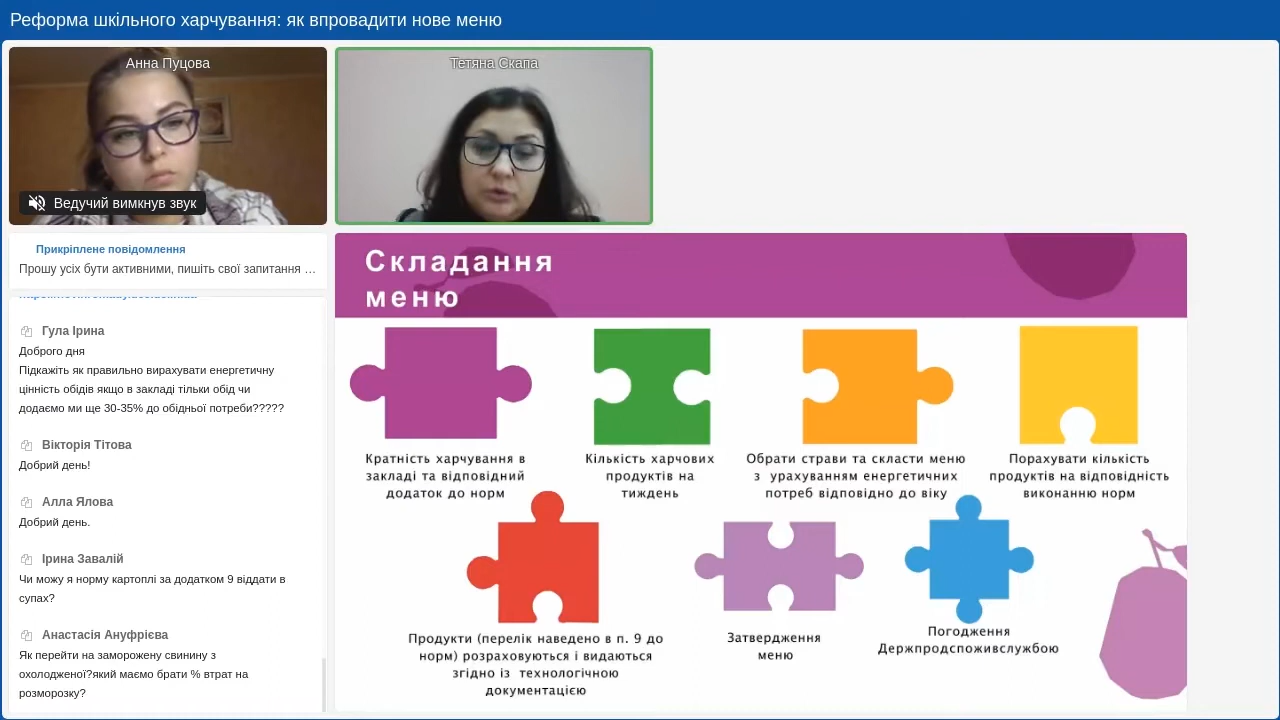 Реформа шкільного харчування: як впровадити нове меню
Анна Пуцова
Тетяна Скапа
Ведучий вимкнув звук
Прикріплене повідомлення
Прошу усіх бути активними, пишіть свої запитання …
Гула Ірина
Доброго дня
Підкажіть як правильно вирахувати енергетичну
цінність обідів якщо в закладі тільки обід чи
додаємо ми ще 30-35% до обідньої потреби?????
Вікторія Тітова
Добрий день!
Алла Ялова
Добрий день.
Ірина Завалій
Чи можу я норму картоплі за додатком 9 віддати в
супах?
Анастасія Ануфрієва
Як перейти на заморожену свинину з
охолодженої?який маємо брати % втрат на
розморозку?
Складання
меню
Кратність харчування в
закладі та відповідний
додаток до норм
Кількість харчових
продуктів на
тиждень
Обрати страви та скласти меню
з урахуванням енергетичних
потреб відповідно до віку
Порахувати кількість
продуктів на відповідність
виконанню норм
Продукти (перелік наведено в п. 9 до
норм) розраховуються і видаються
згідно із технологічною
документацією
Затвердження
меню
Погодження
Держпродспоживслужбою